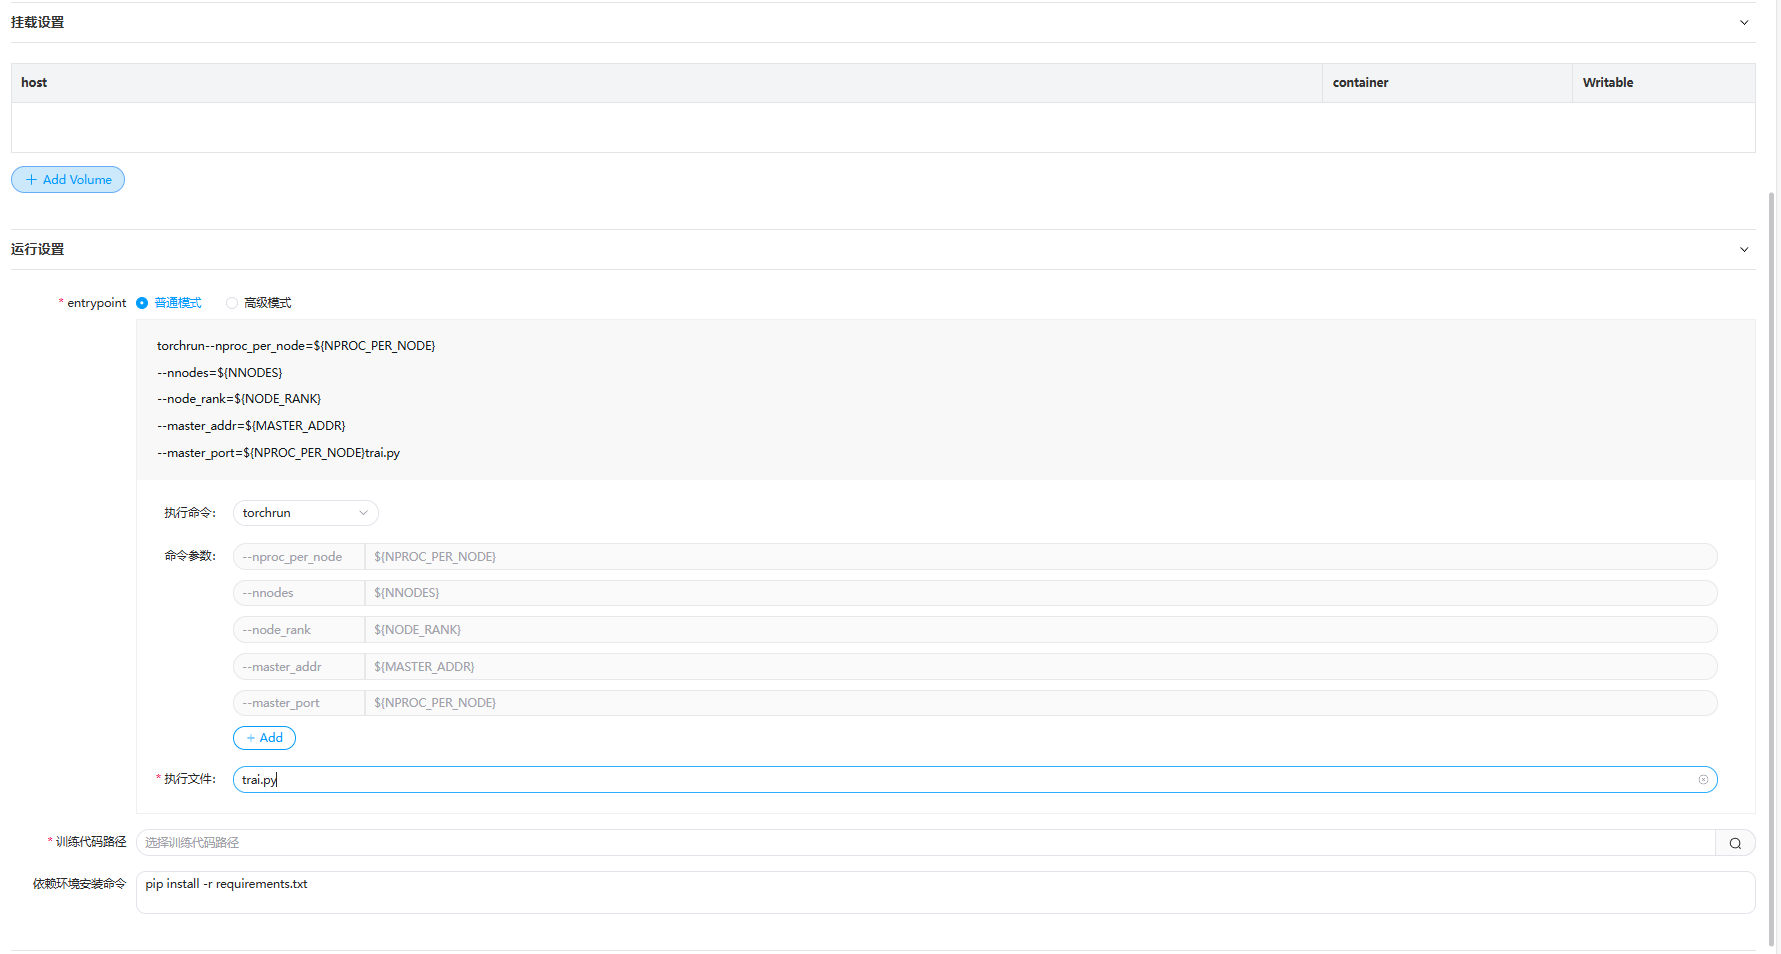 挂载设置
host container Writable
+ Add Volume
运行设置
* entrypoint 普通模式 高级模式
torchrun--nproc_per_node=${NPROC_PER_NODE}
--nnodes=${NNODES}
--node_rank=${NODE_RANK}
--master_addr=${MASTER_ADDR}
--master_port=${NPROC_PER_NODE}trai.py
执行命令: torchrun
命令参数: --nproc_per_node ${NPROC_PER_NODE}
--nnodes ${NNODES}
--node_rank ${NODE_RANK}
--master_addr ${MASTER_ADDR}
--master_port ${NPROC_PER_NODE}
+ Add
* 执行文件: trai.py
* 训练代码路径 选择训练代码路径
依赖环境安装命令 pip install -r requirements.txt